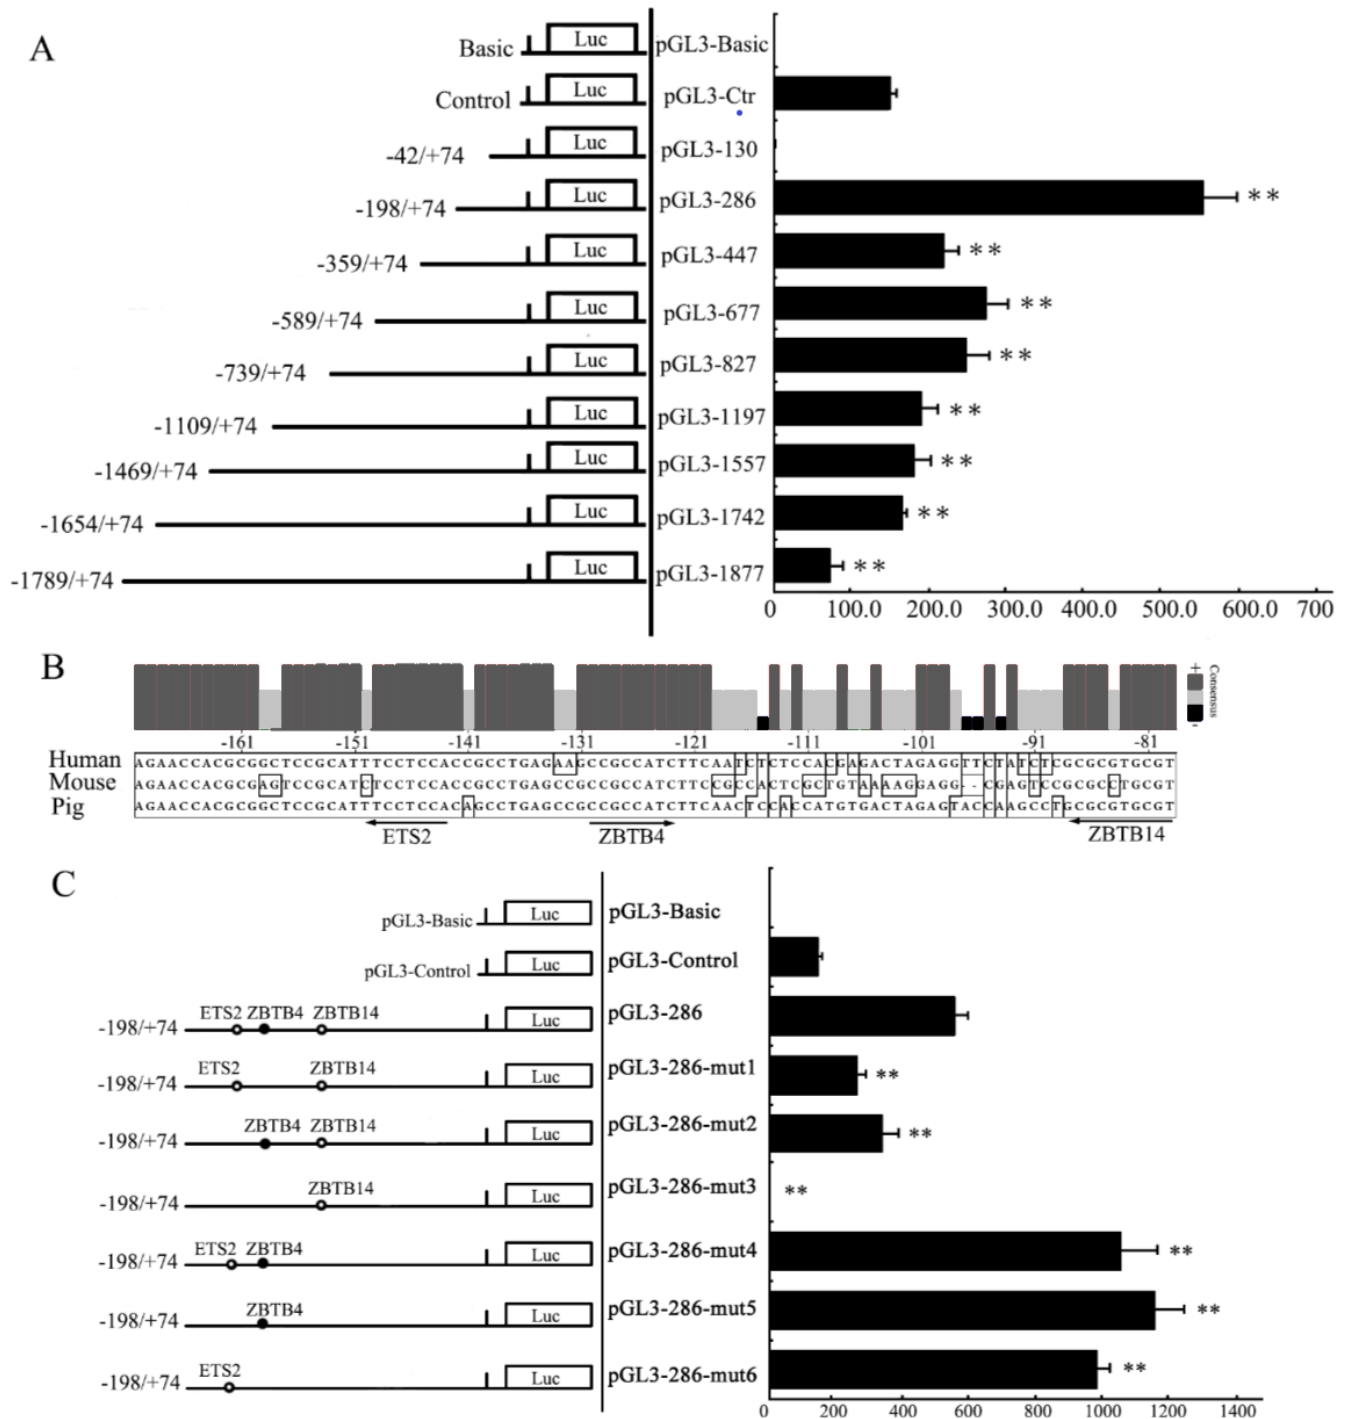 A
Basic Luc pGL3-Basic
Control Luc pGL3-Ctr
-42/+74 Luc pGL3-130
-198/+74 Luc pGL3-286 **
-359/+74 Luc pGL3-447 **
-589/+74 Luc pGL3-677 **
-739/+74 Luc pGL3-827 **
-1109/+74 Luc pGL3-1197 **
-1469/+74 Luc pGL3-1557 **
-1654/+74 Luc pGL3-1742 **
-1789/+74 Luc pGL3-1877 **
0 100.0 200.0 300.0 400.0 500.0 600.0 700
B
+ Consensus -
-161 -151 -141 -131 -121 -111 -101 -91 -81
Human AGAACCACGCGGCTCCGCATTTCCTCCACCGCCTGAGAAGCCGCCATCTTCAATCTCTCCACGAGACTAGAGGTTCTATCTCGCGCGTGCGT
Mouse AGAACCACGCGAGTCCGCATCTCCTCCACCGCCTGAGCCGCCGCCATCTTCCGCCACTCGCTGTAAAAGGAGG--CGAGTCCGCGCCTGCGT
Pig AGAACCACGCGGCTCCGCATTTCCTCCACAGCCTGAGCCGCCGCCATCTTCAACTCCACCATGTGACTAGAGTACCAAGCCTGCGCGTGCGT
ETS2 ZBTB4 ZBTB14
C
pGL3-Basic Luc pGL3-Basic
pGL3-Control Luc pGL3-Control
ETS2 ZBTB4 ZBTB14
-198/+74 Luc pGL3-286
ETS2 ZBTB14
-198/+74 Luc pGL3-286-mut1 **
ZBTB4 ZBTB14
-198/+74 Luc pGL3-286-mut2 **
ZBTB14
-198/+74 Luc pGL3-286-mut3 **
ETS2 ZBTB4
-198/+74 Luc pGL3-286-mut4 **
ZBTB4
-198/+74 Luc pGL3-286-mut5 **
ETS2
-198/+74 Luc pGL3-286-mut6 **
0 200 400 600 800 1000 1200 1400